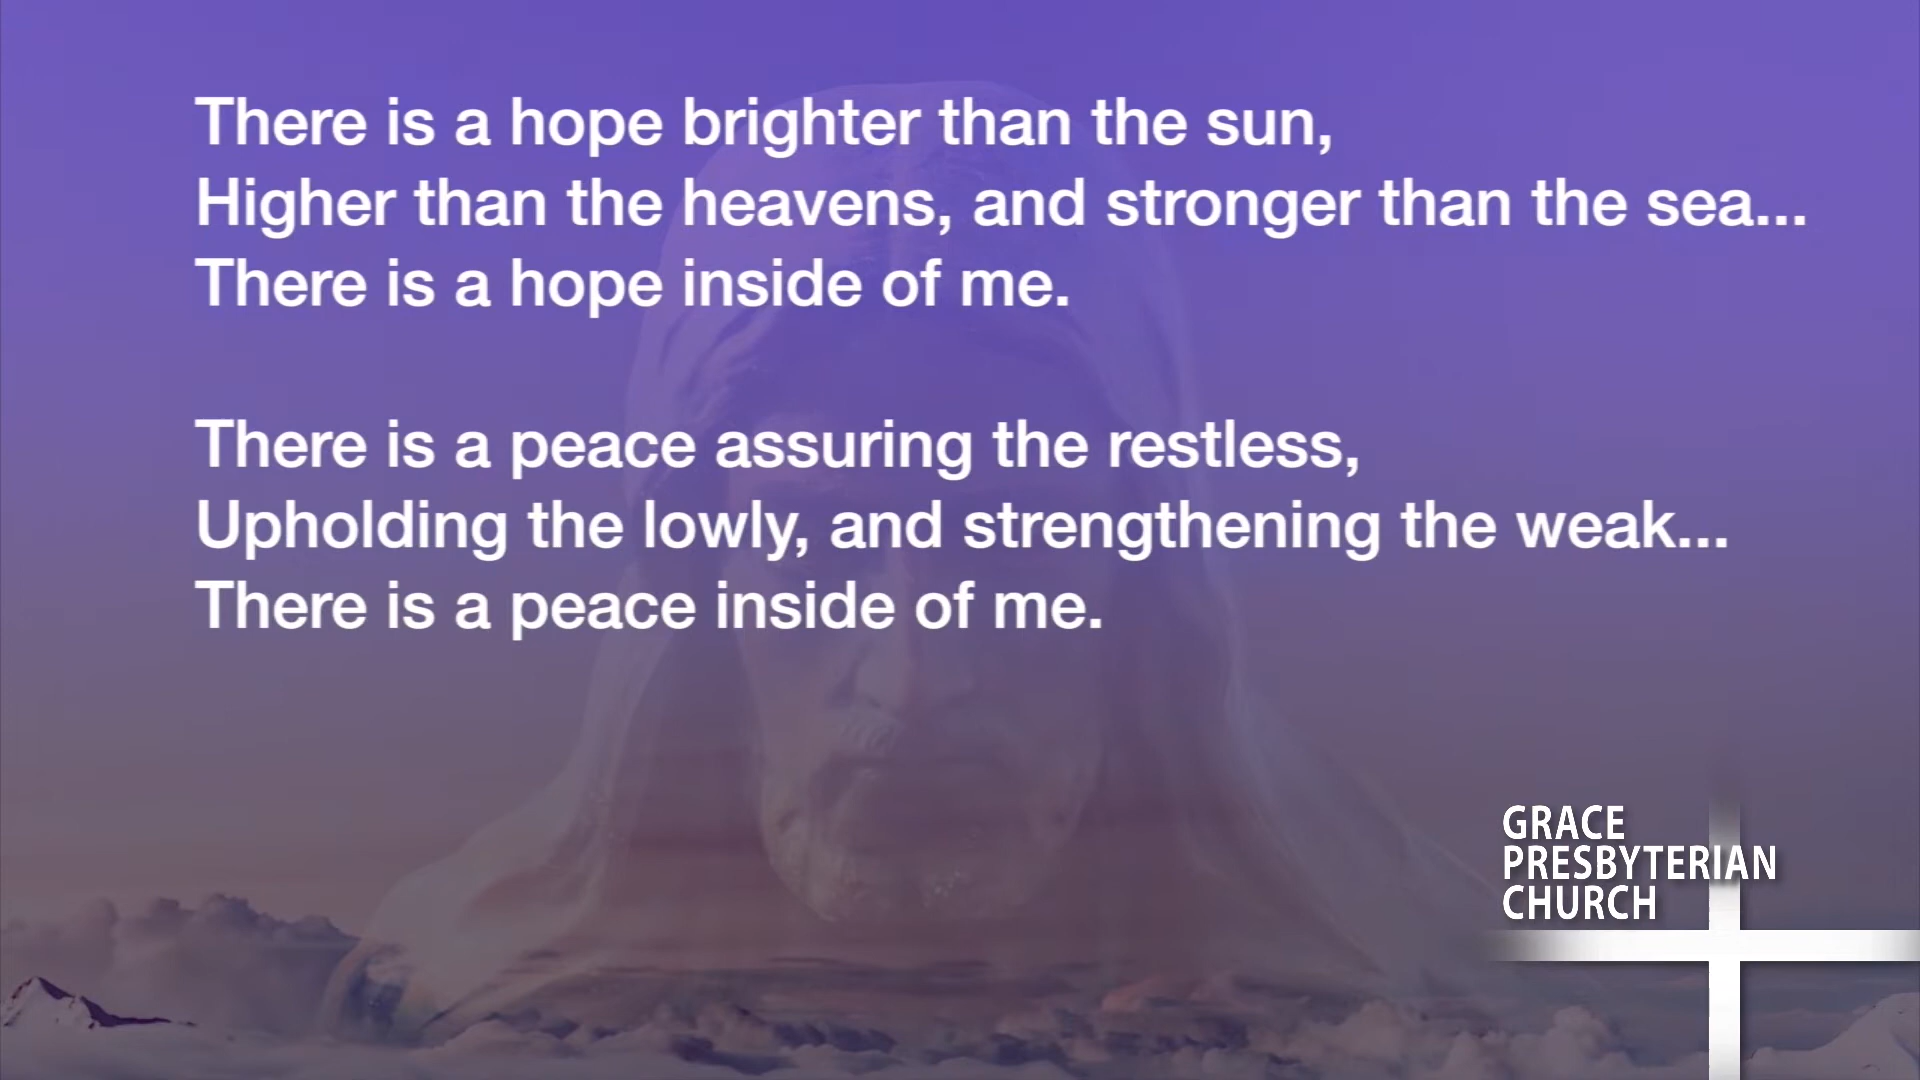 There is a hope brighter than the sun,
Higher than the heavens, and stronger than the sea...
There is a hope inside of me.
There is a peace assuring the restless,
Upholding the lowly, and strengthening the weak...
There is a peace inside of me.
GRACE
PRESBYTERIAN
CHURCH